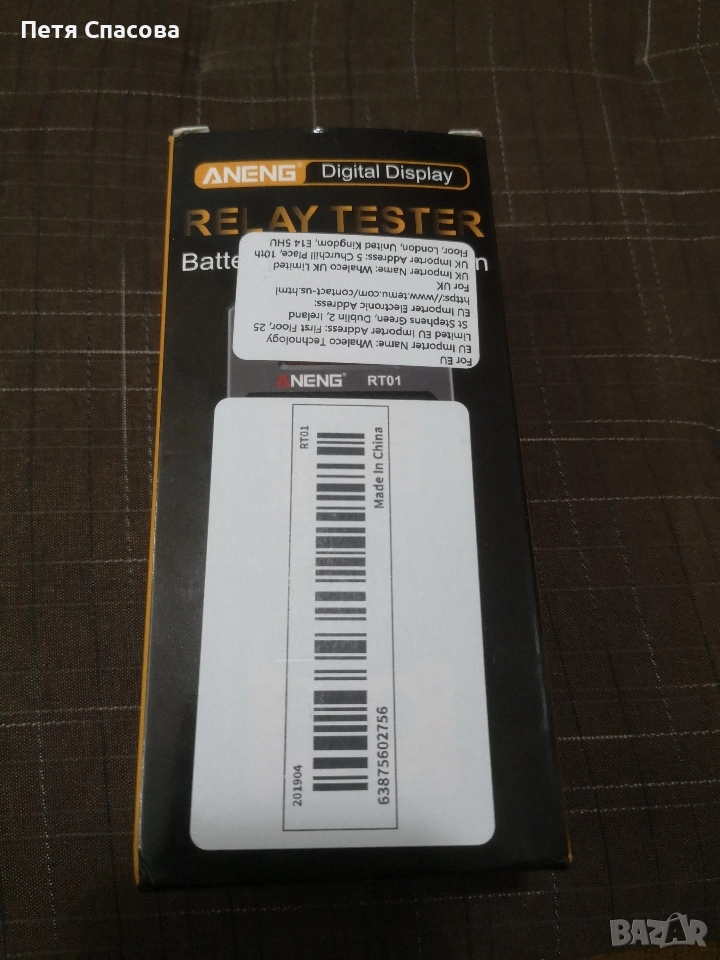 Петя Спасова
ANENG® Digital Display
RELAY TESTER
For EU
EU Importer Name: Whaleco Technology
Limited EU Importer Address: First Floor, 25
St Stephens Green, Dublin 2, Ireland
EU Importer Electronic Address:
https://www.temu.com/contact-us.html
For UK
UK Importer Name: Whaleco UK Limited
UK Importer Address: 5 Churchill Place, 10th
Floor, London, United Kingdom, E14 5HU
ANENG® RT01
RT01
Made In China
201904
63875602756
BAZAR